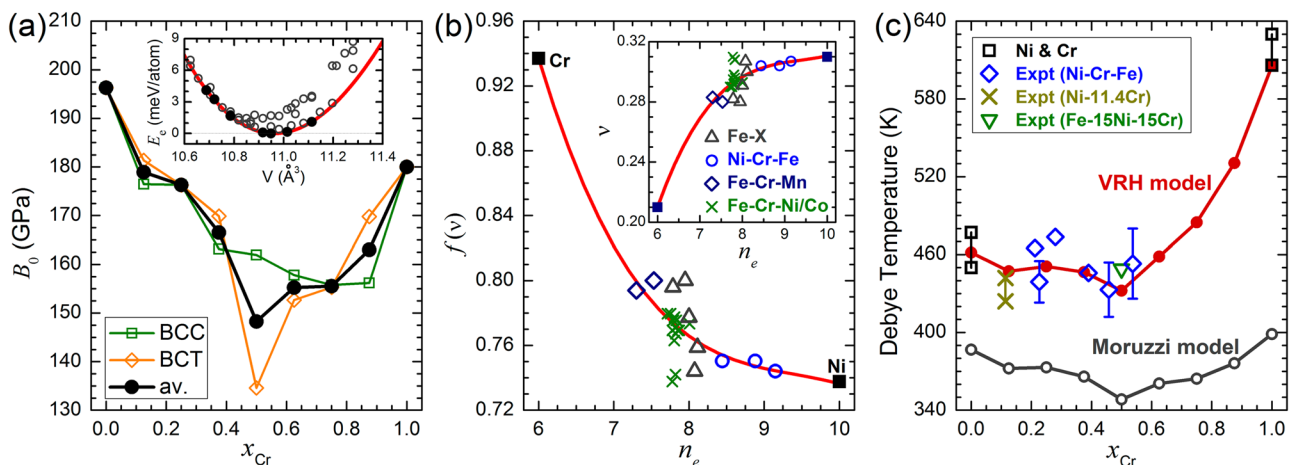 (a)
210
200
190
180
170
160
150
140
130
B₀ (GPa)
0.0 0.2 0.4 0.6 0.8 1.0
x_Cr
BCC
BCT
av.
9
6
3
0
E_e (meV/atom)
10.6 10.8 11.0 11.2 11.4
V (Å³)
(b)
0.96
0.92
0.88
0.84
0.80
0.76
0.72
f(ν)
6 7 8 9 10
n_e
Cr
Ni
0.31
0.28
0.24
0.20
ν
6 7 8 9 10
n_e
Fe-X
Ni-Cr-Fe
Fe-Cr-Mn
Fe-Cr-Ni/Co
(c)
640
580
520
460
400
340
Debye Temperature (K)
0.0 0.2 0.4 0.6 0.8 1.0
x_Cr
Ni & Cr
Expt (Ni-Cr-Fe)
Expt (Ni-11.4Cr)
Expt (Fe-15Ni-15Cr)
VRH model
Moruzzi model